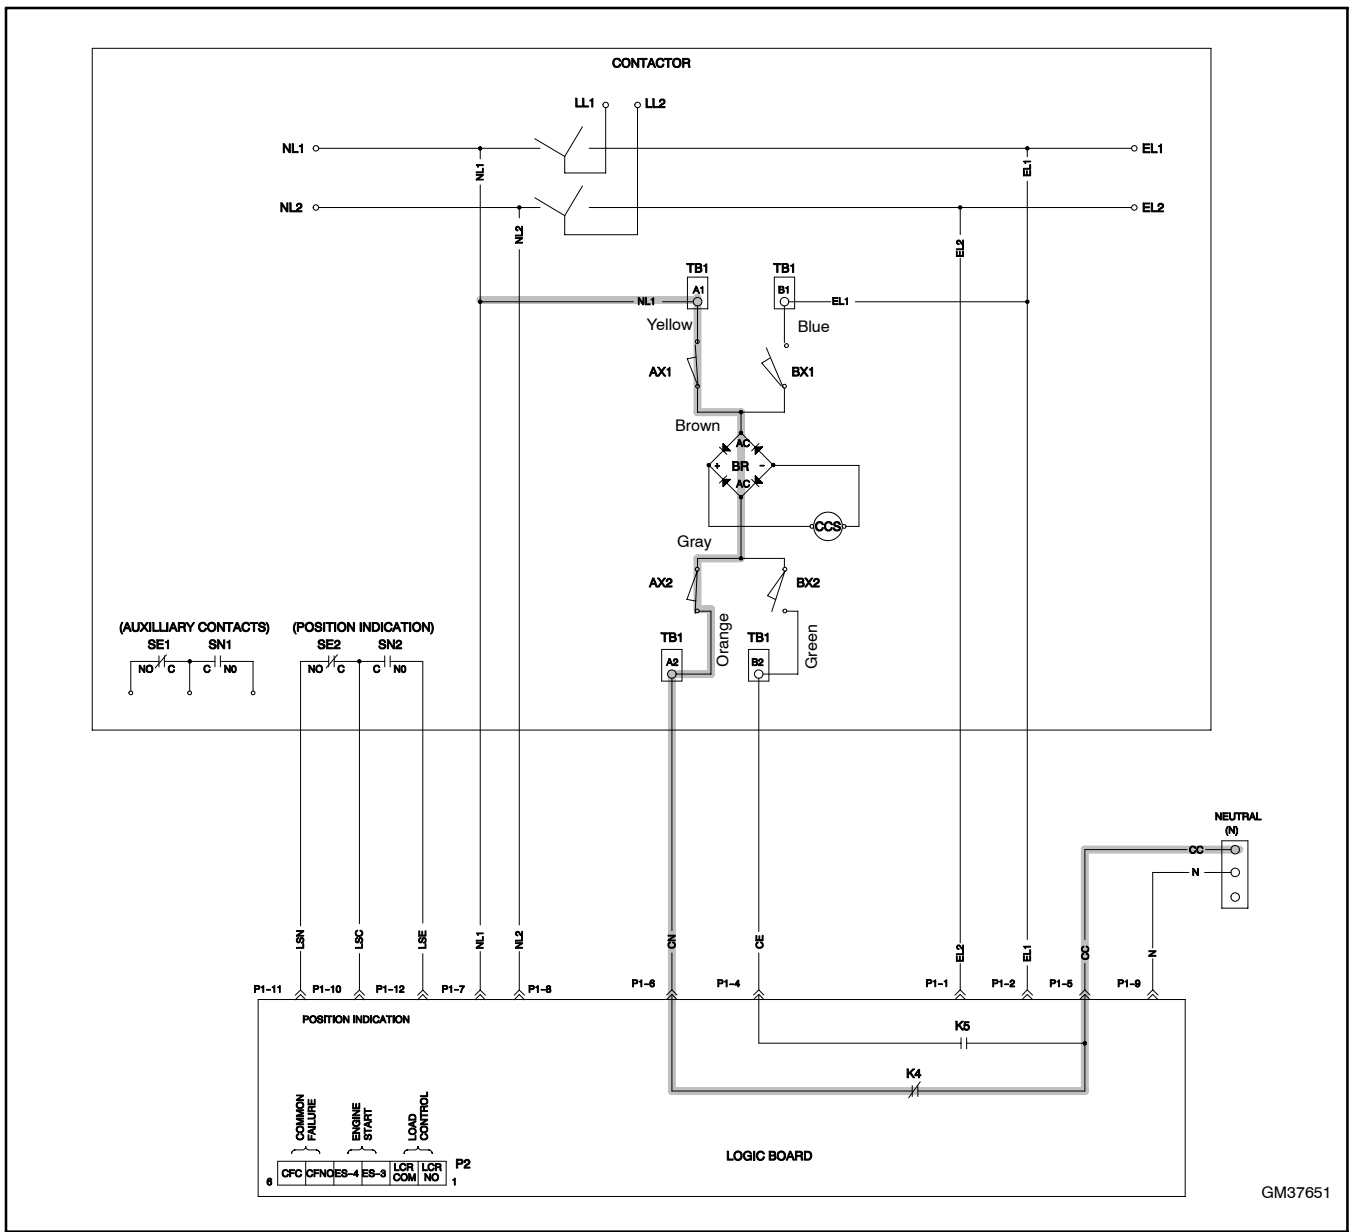 CONTACTOR
LL1 LL2
NL1 EL1
NL1 EL1
NL2 EL2
NL2 EL2
TB1 TB1
A1 B1
NL1 EL1
Yellow Blue
AX1 BX1
Brown
AC
+ BR -
AC
CCS
Gray
AX2 BX2
Orange Green
(AUXILLIARY CONTACTS) (POSITION INDICATION)
SE1 SN1 SE2 SN2
NO C C N0 NO C C N0
TB1 TB1
A2 B2
NEUTRAL
(N)
CC
N
LSN LSC LSE NL1 NL2 CN CE EL2 EL1 CC N
P1-11 P1-10 P1-12 P1-7 P1-8 P1-6 P1-4 P1-1 P1-2 P1-5 P1-9
POSITION INDICATION
K5
K4
COMMON
FAILURE
ENGINE
START
LOAD
CONTROL
LOGIC BOARD
P2
6 CFC CFNO ES-4 ES-3 LCR COM LCR NO 1
GM37651